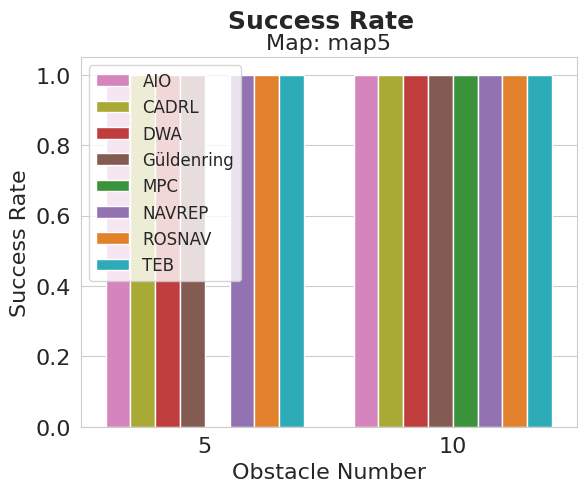 Success Rate
Map: map5
1.0
0.8
0.6
0.4
0.2
0.0
Success Rate
AIO
CADRL
DWA
Güldenring
MPC
NAVREP
ROSNAV
TEB
5
10
Obstacle Number